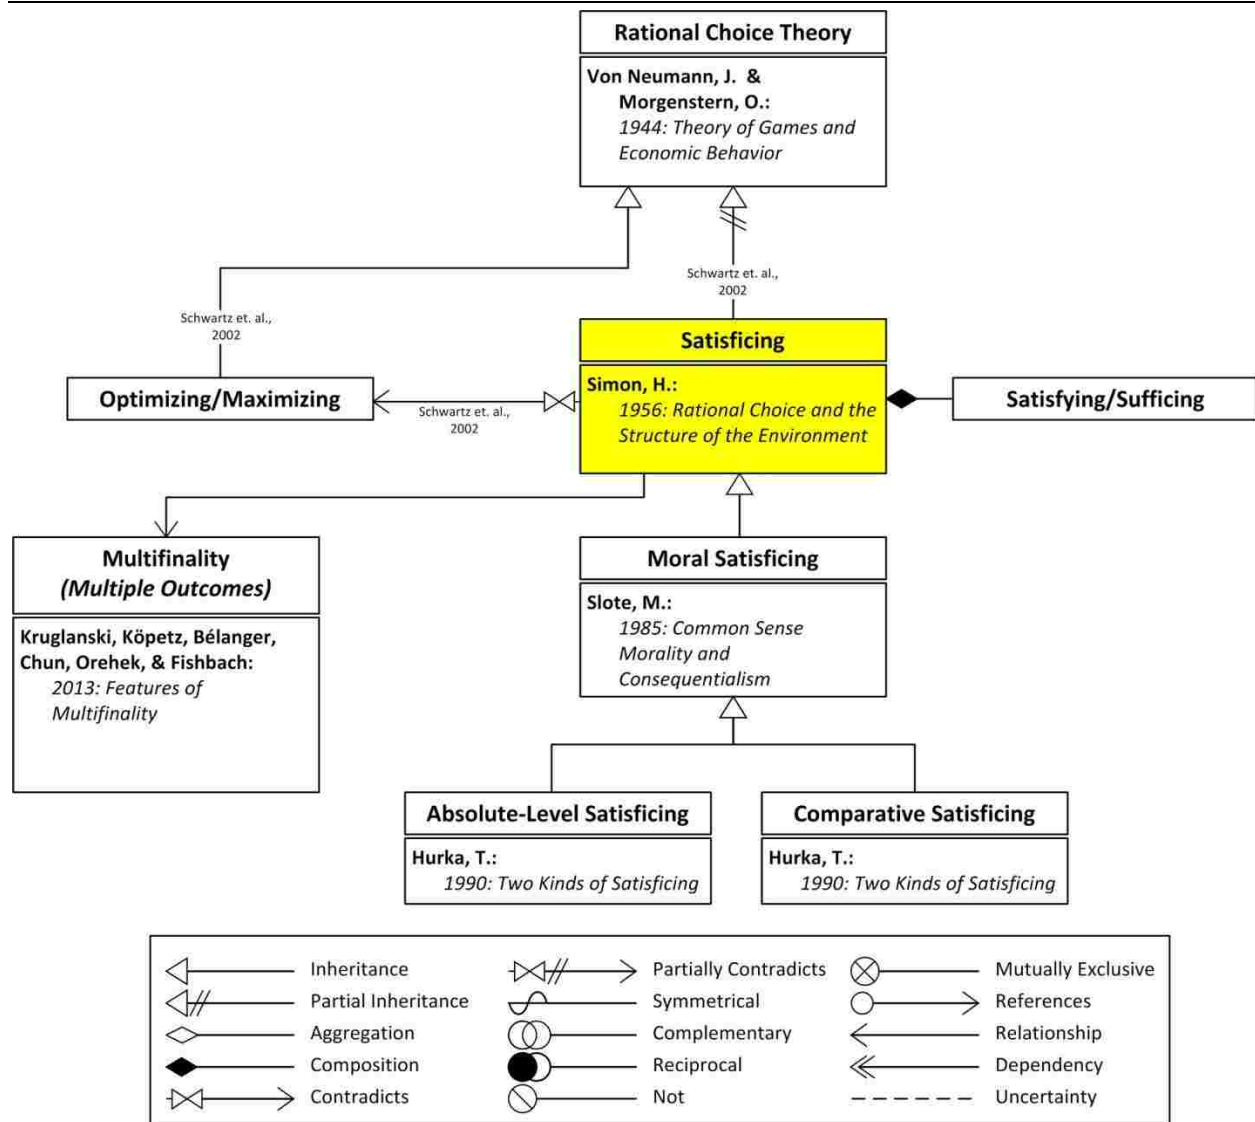 Rational Choice Theory
Von Neumann, J. &
Morgenstern, O.:
1944: Theory of Games and
Economic Behavior
Schwartz et. al.,
2002
Schwartz et. al.,
2002
Satisficing
Simon, H.:
1956: Rational Choice and the
Structure of the Environment
Optimizing/Maximizing
Schwartz et. al.,
2002
Satisfying/Sufficing
Multifinality
(Multiple Outcomes)
Kruglanski, Köpetz, Bélanger,
Chun, Orehek, & Fishbach:
2013: Features of
Multifinality
Moral Satisficing
Slote, M.:
1985: Common Sense
Morality and
Consequentialism
Absolute-Level Satisficing
Hurka, T.:
1990: Two Kinds of Satisficing
Comparative Satisficing
Hurka, T.:
1990: Two Kinds of Satisficing
Inheritance
Partial Inheritance
Aggregation
Composition
Contradicts
Partially Contradicts
Symmetrical
Complementary
Reciprocal
Not
Mutually Exclusive
References
Relationship
Dependency
Uncertainty